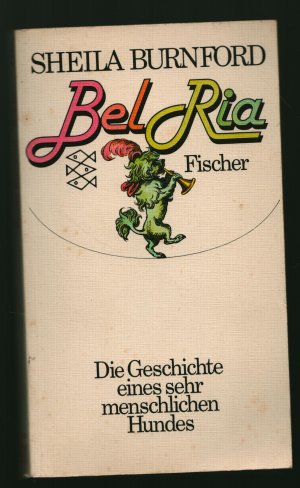 SHEILA BURNFORD
Bel Ria
Fischer
Die Geschichte
eines sehr
menschlichen
Hundes